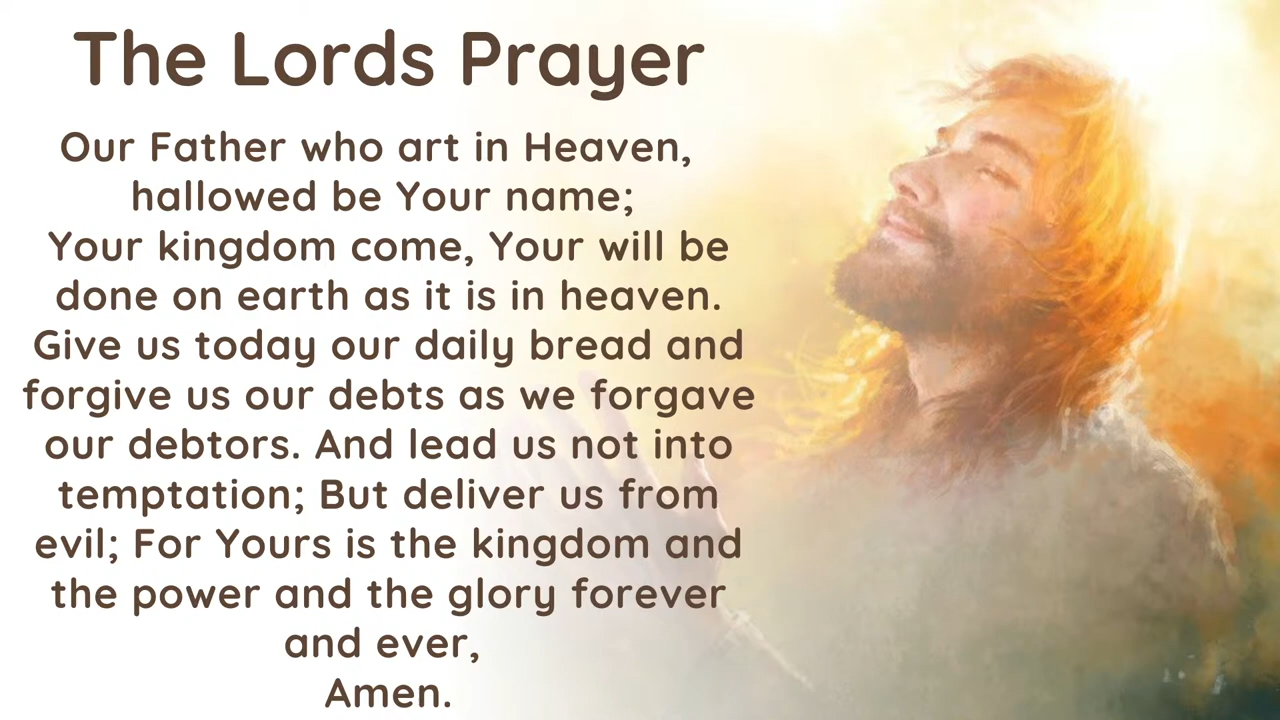 The Lords Prayer
Our Father who art in Heaven,
hallowed be Your name;
Your kingdom come, Your will be
done on earth as it is in heaven.
Give us today our daily bread and
forgive us our debts as we forgave
our debtors. And lead us not into
temptation; But deliver us from
evil; For Yours is the kingdom and
the power and the glory forever
and ever,
Amen.